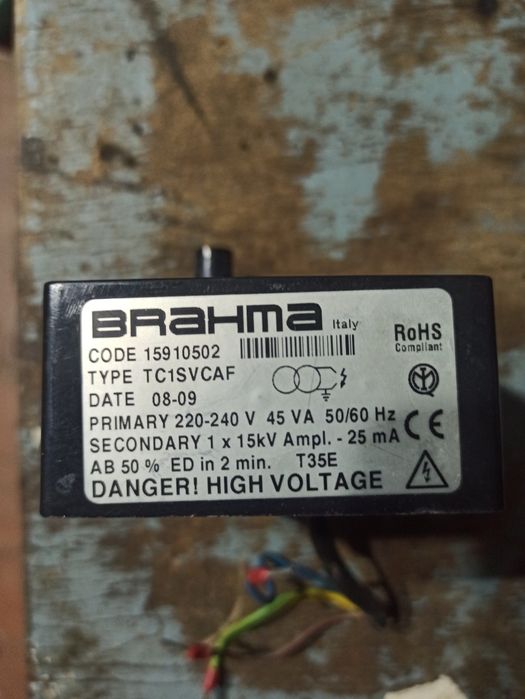 BRAHMA Italy
RoHS
Compliant
CODE 15910502
TYPE TC1SVCAF
DATE 08-09
PRIMARY 220-240 V 45 VA 50/60 Hz
SECONDARY 1 x 15kV Ampl. - 25 mA CE
AB 50 % ED in 2 min. T35E
DANGER! HIGH VOLTAGE